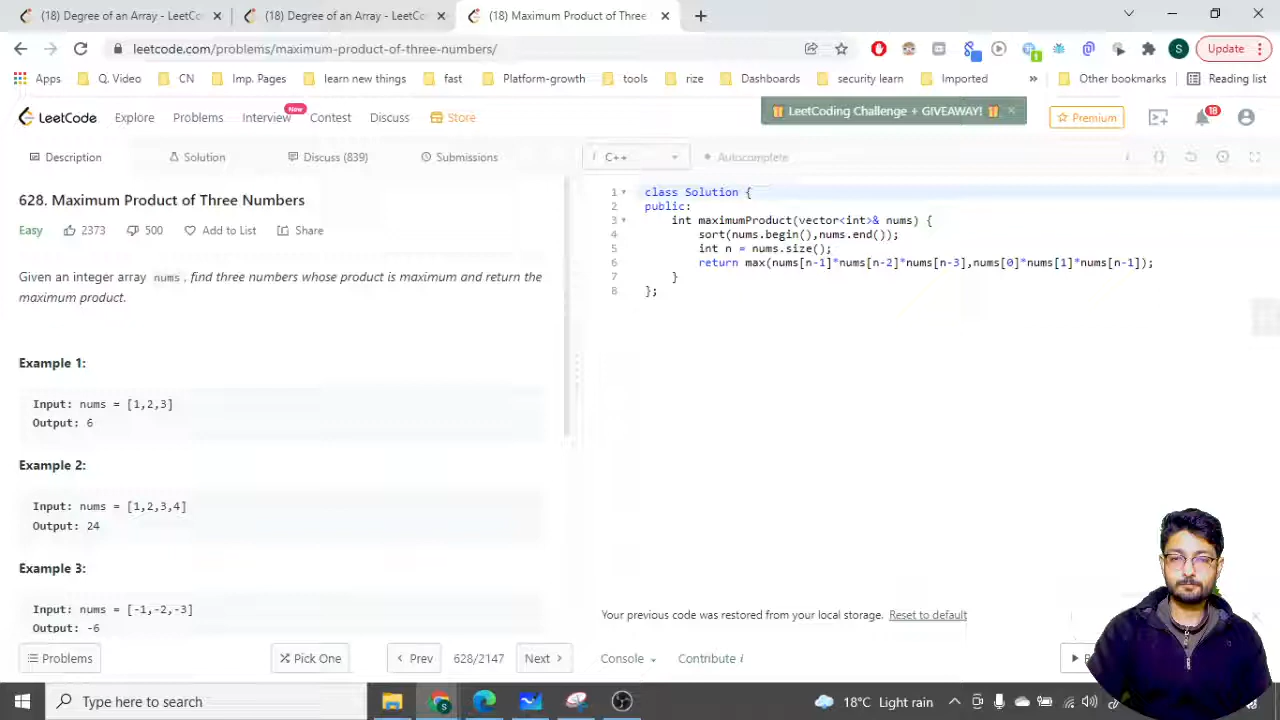 (18) Degree of an Array - LeetCo
(18) Degree of an Array - LeetCo
(18) Maximum Product of Three
leetcode.com/problems/maximum-product-of-three-numbers/
S
Update
Apps
Q. Video
CN
Imp. Pages
learn new things
fast
Platform-growth
tools
rize
Dashboards
security learn
Imported
»
Other bookmarks
Reading list
LeetCode
Explore
Problems
Interview
New
Contest
Discuss
Store
LeetCoding Challenge + GIVEAWAY!
Premium
18
Description
Solution
Discuss (839)
Submissions
i C++
Autocomplete
628. Maximum Product of Three Numbers
Easy
2373
500
Add to List
Share
Given an integer array nums, find three numbers whose product is maximum and return the
maximum product.
Example 1:
Input: nums = [1,2,3]
Output: 6
Example 2:
Input: nums = [1,2,3,4]
Output: 24
Example 3:
Input: nums = [-1,-2,-3]
Output: -6
1 class Solution {
2 public:
3 int maximumProduct(vector<int>& nums) {
4 sort(nums.begin(),nums.end());
5 int n = nums.size();
6 return max(nums[n-1]*nums[n-2]*nums[n-3],nums[0]*nums[1]*nums[n-1]);
7 }
8 };
Your previous code was restored from your local storage. Reset to default
Problems
Pick One
Prev
628/2147
Next
Console
Contribute i
Type here to search
18°C Light rain